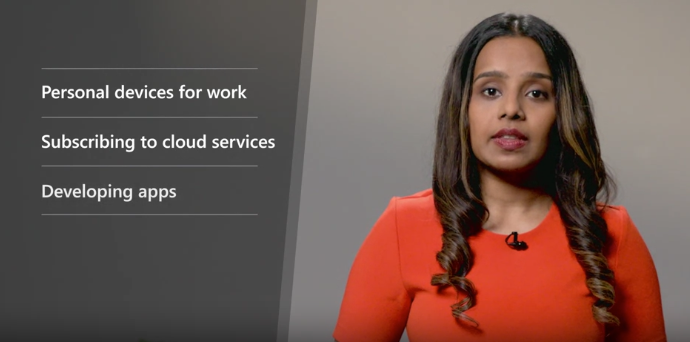 Personal devices for work
Subscribing to cloud services
Developing apps